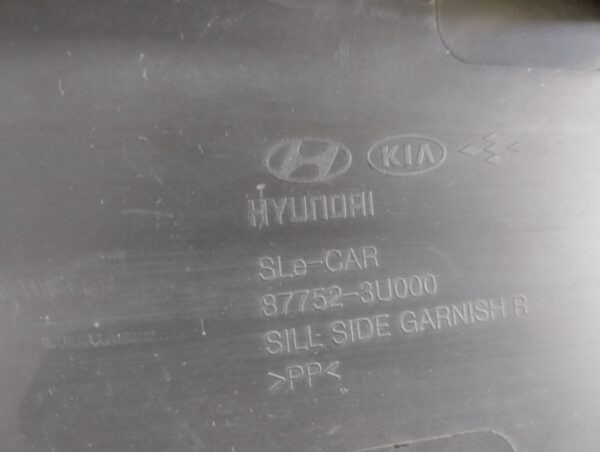 KIA
HYUNDAI
SLe-CAR
87752-3U000
SILL SIDE GARNISH R
>PP<